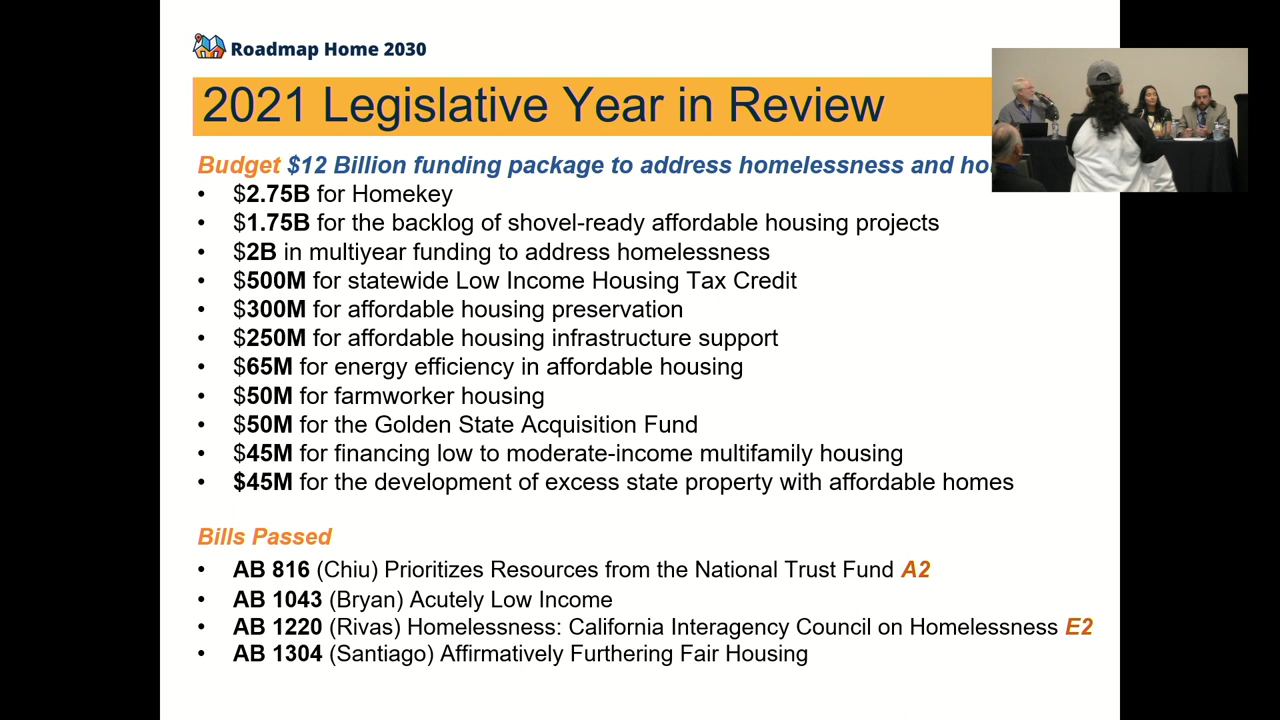 Roadmap Home 2030
2021 Legislative Year in Review
Budget $12 Billion funding package to address homelessness and
• $2.75B for Homekey
• $1.75B for the backlog of shovel-ready affordable housing projects
• $2B in multiyear funding to address homelessness
• $500M for statewide Low Income Housing Tax Credit
• $300M for affordable housing preservation
• $250M for affordable housing infrastructure support
• $65M for energy efficiency in affordable housing
• $50M for farmworker housing
• $50M for the Golden State Acquisition Fund
• $45M for financing low to moderate-income multifamily housing
• $45M for the development of excess state property with affordable homes
Bills Passed
• AB 816 (Chiu) Prioritizes Resources from the National Trust Fund A2
• AB 1043 (Bryan) Acutely Low Income
• AB 1220 (Rivas) Homelessness: California Interagency Council on Homelessness E2
• AB 1304 (Santiago) Affirmatively Furthering Fair Housing